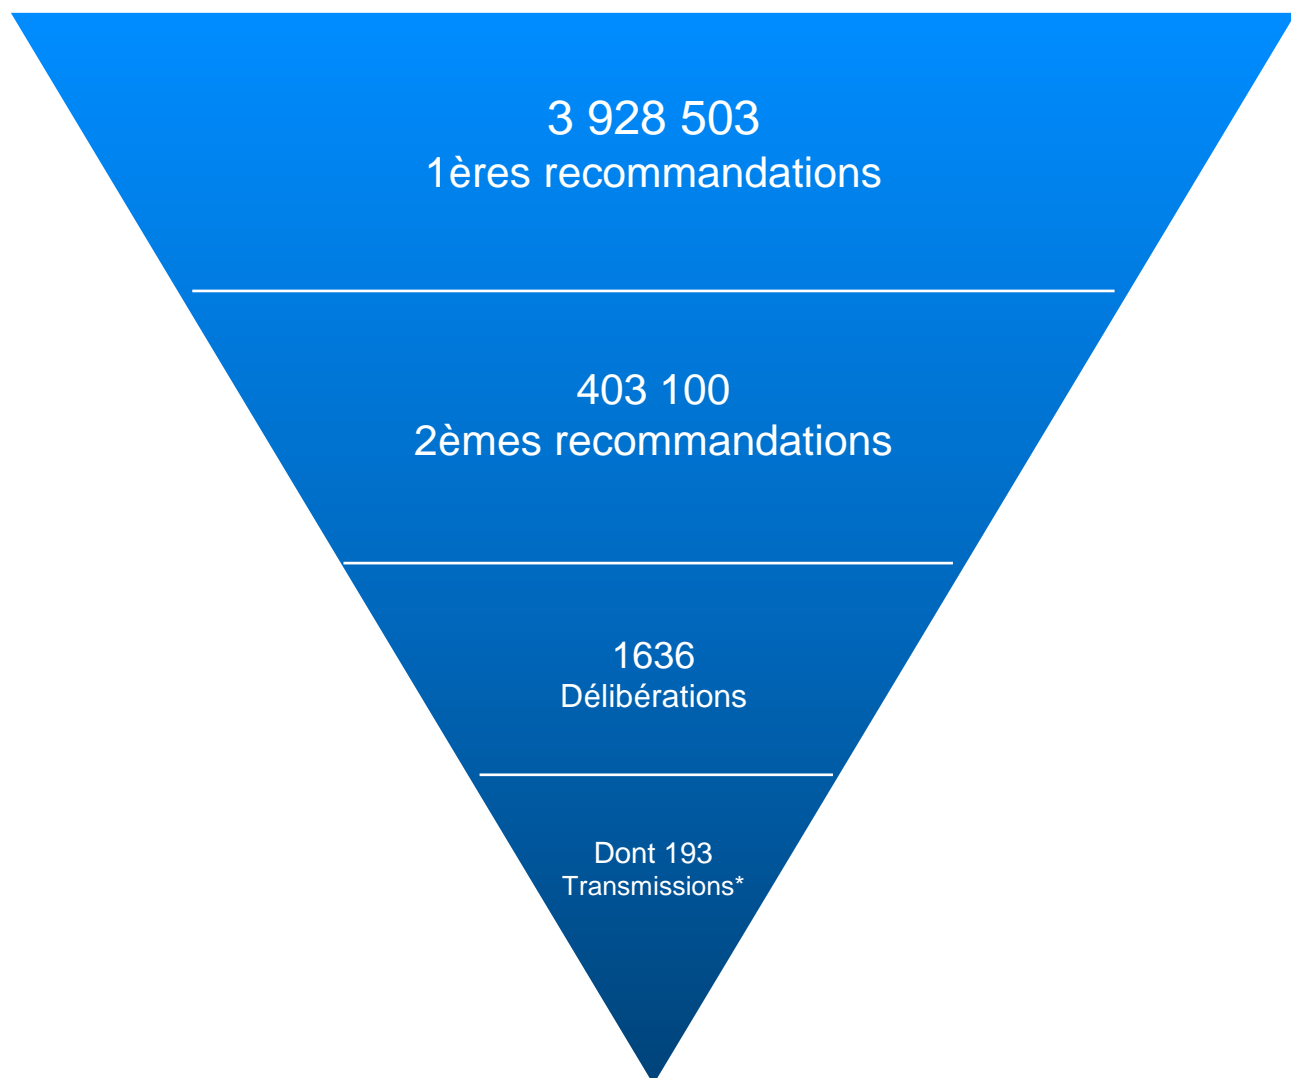 3 928 503
1ères recommandations
403 100
2èmes recommandations
1636
Délibérations
Dont 193
Transmissions*